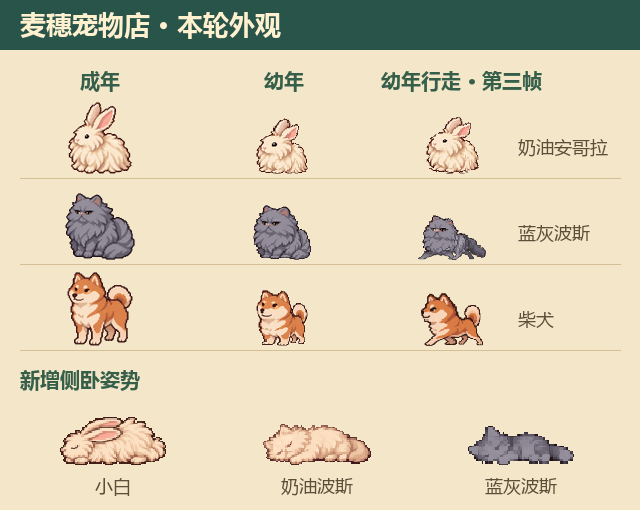 麦穗宠物店·本轮外观
成年 幼年 幼年行走·第三帧
奶油安哥拉
蓝灰波斯
柴犬
新增侧卧姿势
小白 奶油波斯 蓝灰波斯